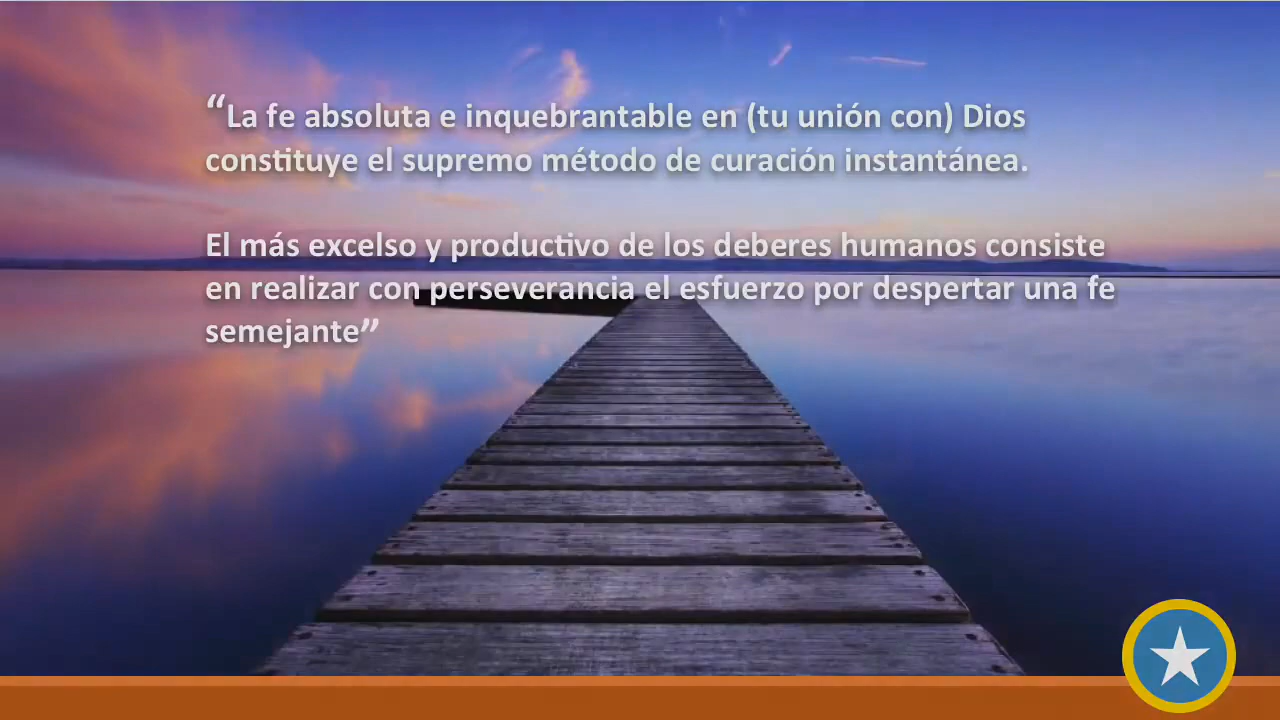 “La fe absoluta e inquebrantable en (tu unión con) Dios
constituye el supremo método de curación instantánea.
El más excelso y productivo de los deberes humanos consiste
en realizar con perseverancia el esfuerzo por despertar una fe
semejante”